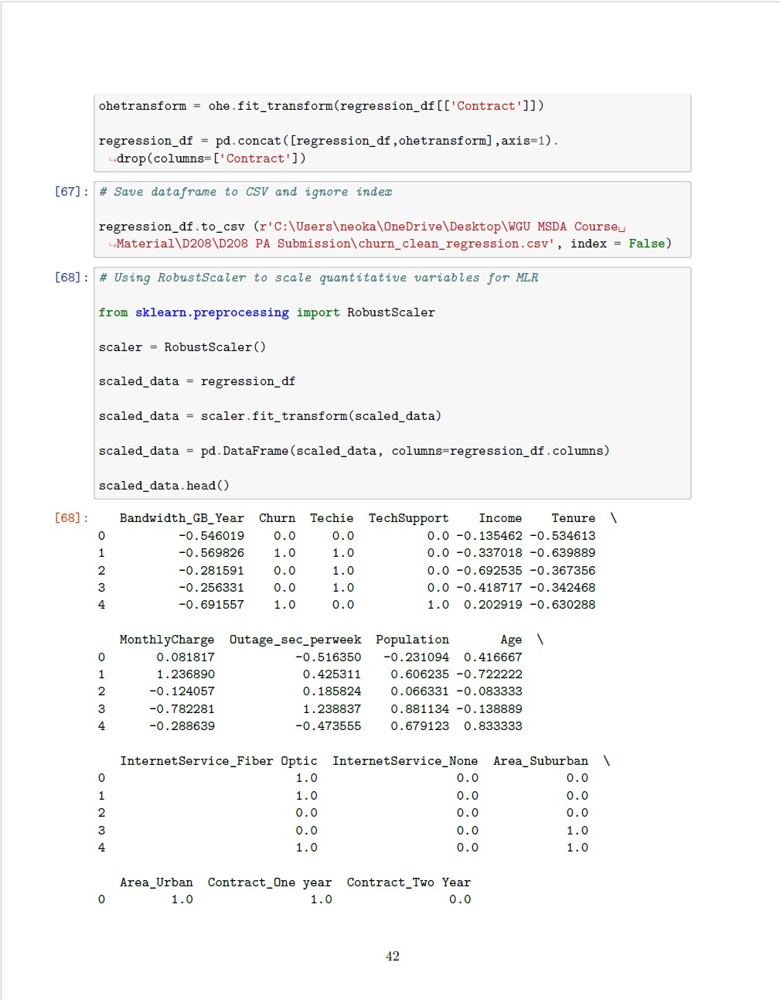 ohetransform = ohe.fit_transform(regression_df[['Contract']])
regression_df = pd.concat([regression_df,ohetransform],axis=1).
↪drop(columns=['Contract'])
[67]: # Save dataframe to CSV and ignore index
regression_df.to_csv (r'C:\Users\neoka\OneDrive\Desktop\WGU MSDA Course␣
↪Material\D208\D208 PA Submission\churn_clean_regression.csv', index = False)
[68]: # Using RobustScaler to scale quantitative variables for MLR
from sklearn.preprocessing import RobustScaler
scaler = RobustScaler()
scaled_data = regression_df
scaled_data = scaler.fit_transform(scaled_data)
scaled_data = pd.DataFrame(scaled_data, columns=regression_df.columns)
scaled_data.head()
[68]: Bandwidth_GB_Year Churn Techie TechSupport Income Tenure \
0 -0.546019 0.0 0.0 0.0 -0.135462 -0.534613
1 -0.569826 1.0 1.0 0.0 -0.337018 -0.639889
2 -0.281591 0.0 1.0 0.0 -0.692535 -0.367356
3 -0.256331 0.0 1.0 0.0 -0.418717 -0.342468
4 -0.691557 1.0 0.0 1.0 0.202919 -0.630288
MonthlyCharge Outage_sec_perweek Population Age \
0 0.081817 -0.516350 -0.231094 0.416667
1 1.236890 0.425311 0.606235 -0.722222
2 -0.124057 0.185824 0.066331 -0.083333
3 -0.782281 1.238837 0.881134 -0.138889
4 -0.288639 -0.473555 0.679123 0.833333
InternetService_Fiber Optic InternetService_None Area_Suburban \
0 1.0 0.0 0.0
1 1.0 0.0 0.0
2 0.0 0.0 0.0
3 0.0 0.0 1.0
4 1.0 0.0 1.0
Area_Urban Contract_One year Contract_Two Year
0 1.0 1.0 0.0
42